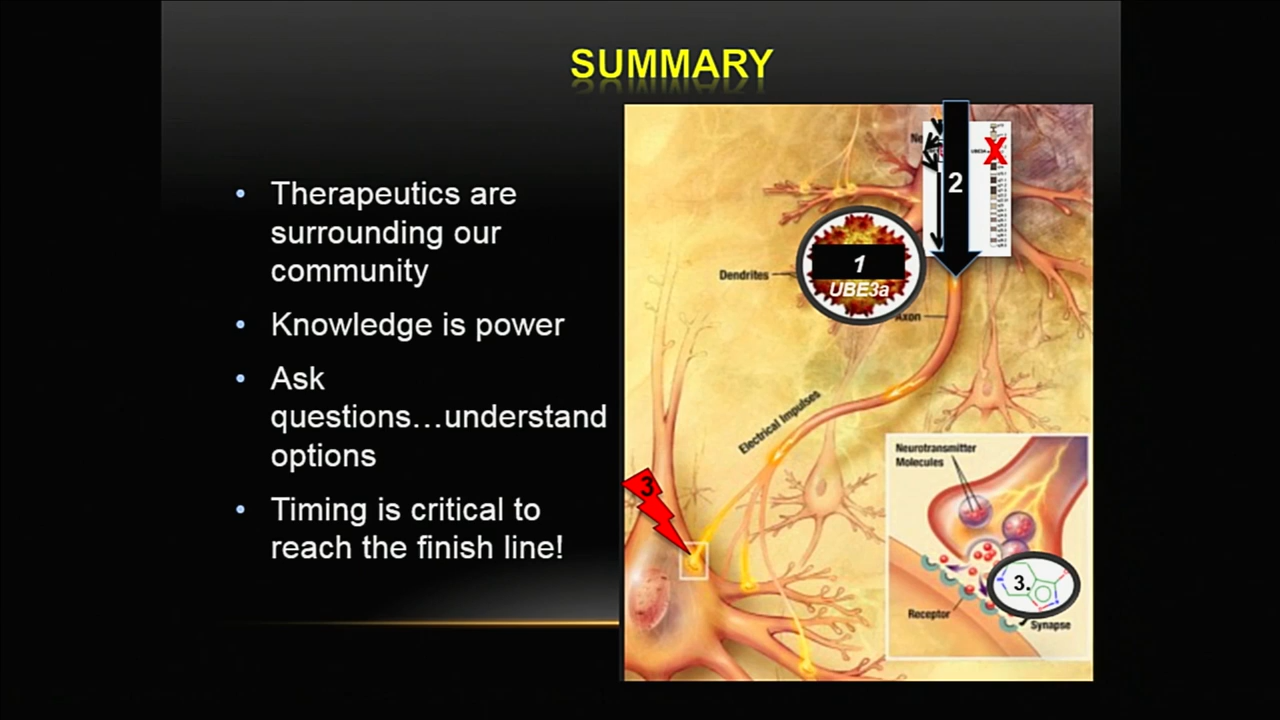 SUMMARY
• Therapeutics are
surrounding our
community
• Knowledge is power
• Ask
questions…understand
options
• Timing is critical to
reach the finish line!
2
UBE3A
X
1
UBE3a
Dendrites
Axon
Electrical Impulses
3
Neurotransmitter
Molecules
3.
Receptor
Synapse